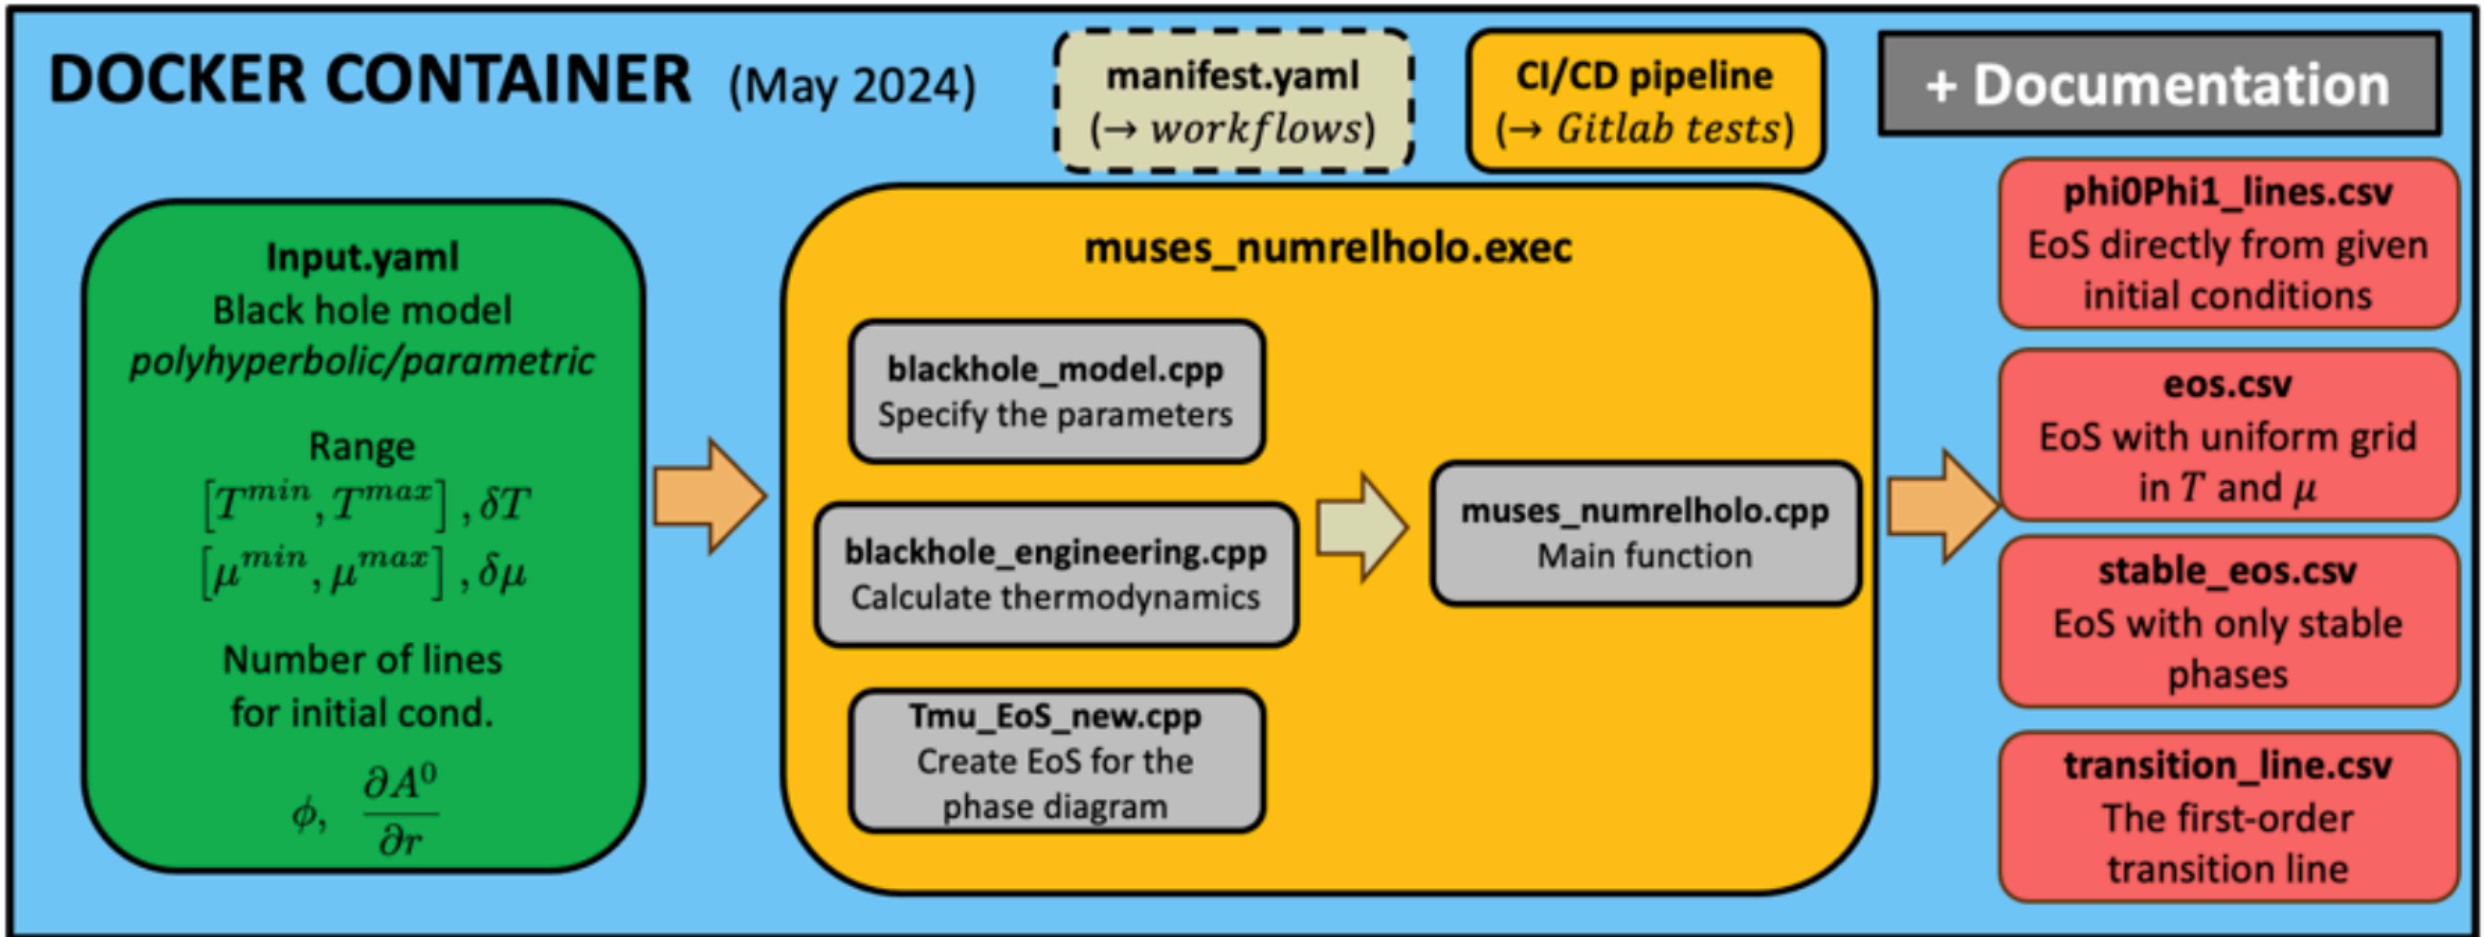 DOCKER CONTAINER (May 2024)
manifest.yaml
(→ workflows)
CI/CD pipeline
(→ Gitlab tests)
+ Documentation
Input.yaml
Black hole model
polyhyperbolic/parametric
Range
[T^min, T^max], δT
[μ^min, μ^max], δμ
Number of lines
for initial cond.
ϕ, ∂A^0/∂r
muses_numrelholo.exec
blackhole_model.cpp
Specify the parameters
blackhole_engineering.cpp
Calculate thermodynamics
Tmu_EoS_new.cpp
Create EoS for the
phase diagram
muses_numrelholo.cpp
Main function
phi0Phi1_lines.csv
EoS directly from given
initial conditions
eos.csv
EoS with uniform grid
in T and μ
stable_eos.csv
EoS with only stable
phases
transition_line.csv
The first-order
transition line